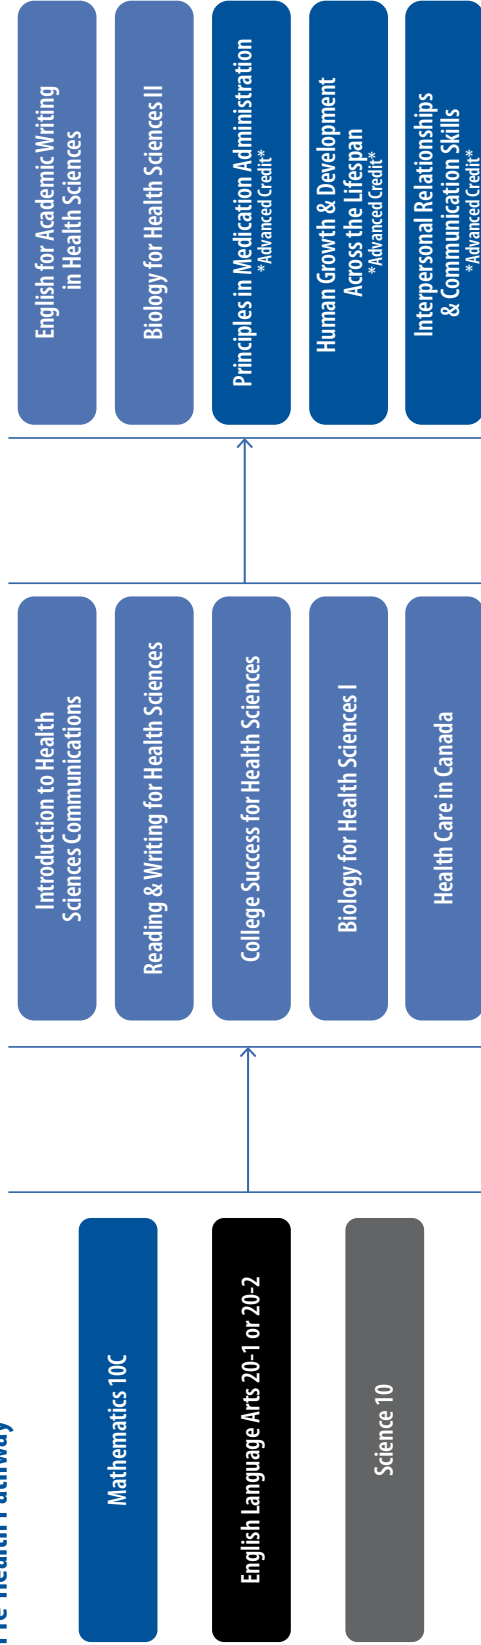 Pre-Health Pathway
Mathematics 10C
English Language Arts 20-1 or 20-2
Science 10
Introduction to Health
Sciences Communications
Reading & Writing for Health Sciences
College Success for Health Sciences
Biology for Health Sciences I
Health Care in Canada
English for Academic Writing
in Health Sciences
Biology for Health Sciences II
Principles in Medication Administration
*Advanced Credit*
Human Growth & Development
Across the Lifespan
*Advanced Credit*
Interpersonal Relationships
& Communication Skills
*Advanced Credit*